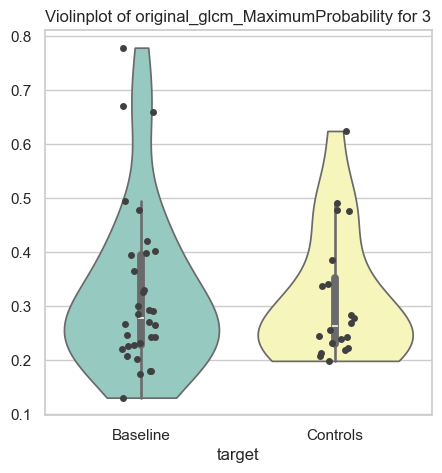 Violinplot of original_glcm_MaximumProbability for 3
0.8
0.7
0.6
0.5
0.4
0.3
0.2
0.1
Baseline Controls
target